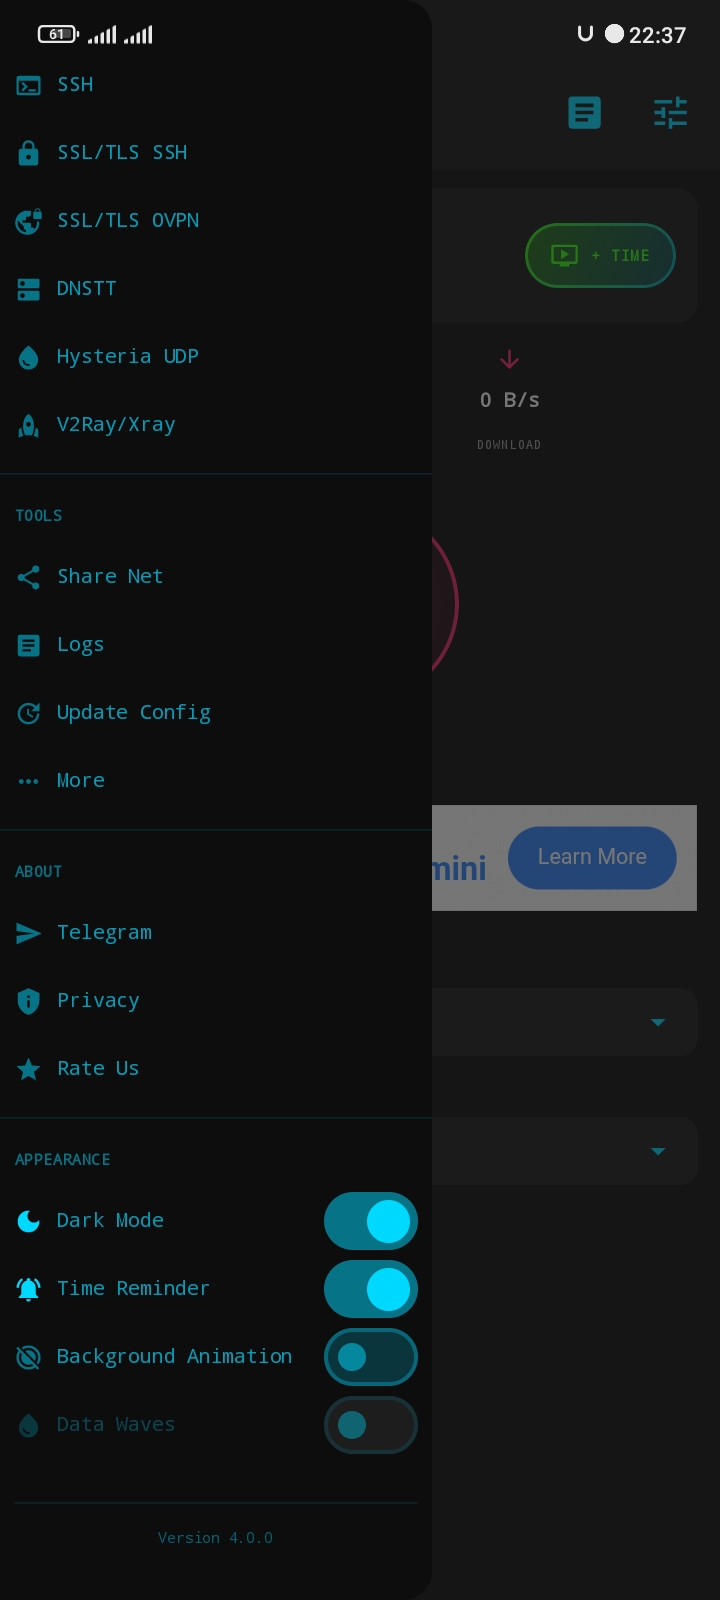 61
22:37
SSH
SSL/TLS SSH
SSL/TLS OVPN
+ TIME
DNSTT
Hysteria UDP
0 B/s
V2Ray/Xray
DOWNLOAD
TOOLS
Share Net
Logs
Update Config
More
mini
Learn More
ABOUT
Telegram
Privacy
Rate Us
APPEARANCE
Dark Mode
Time Reminder
Background Animation
Data Waves
Version 4.0.0